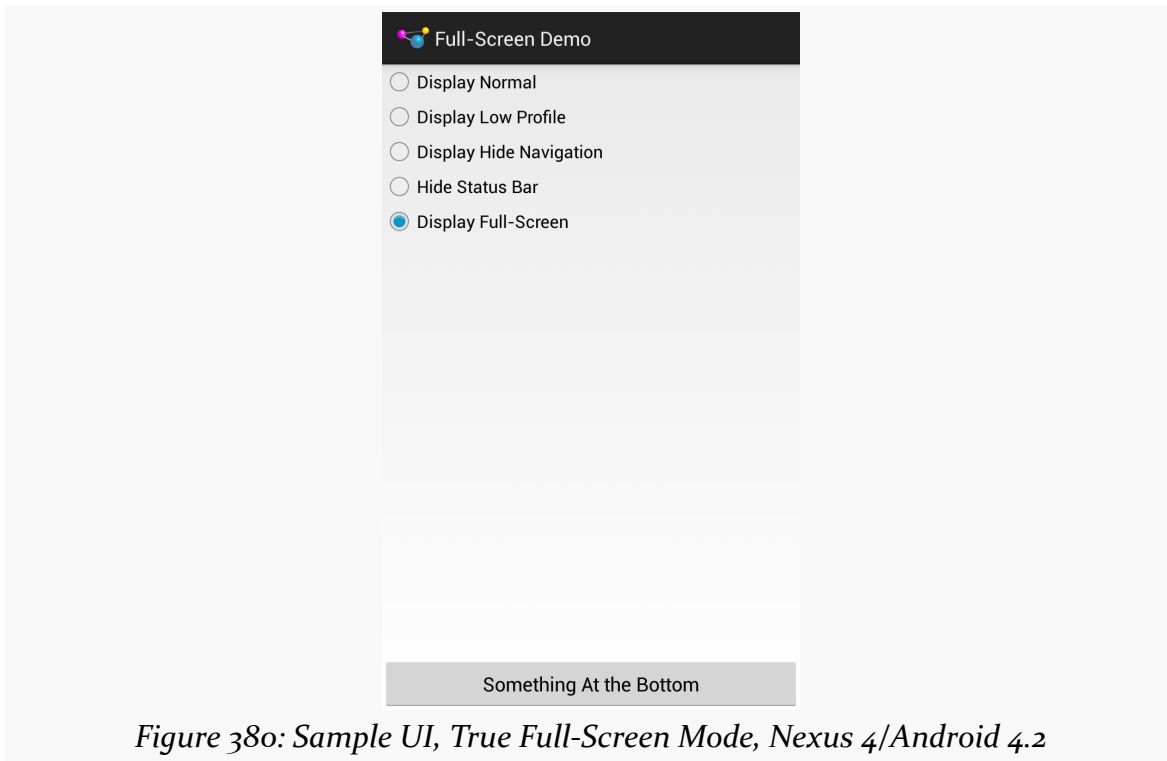 Full-Screen Demo
Display Normal
Display Low Profile
Display Hide Navigation
Hide Status Bar
Display Full-Screen
Something At the Bottom
Figure 380: Sample UI, True Full-Screen Mode, Nexus 4/Android 4.2